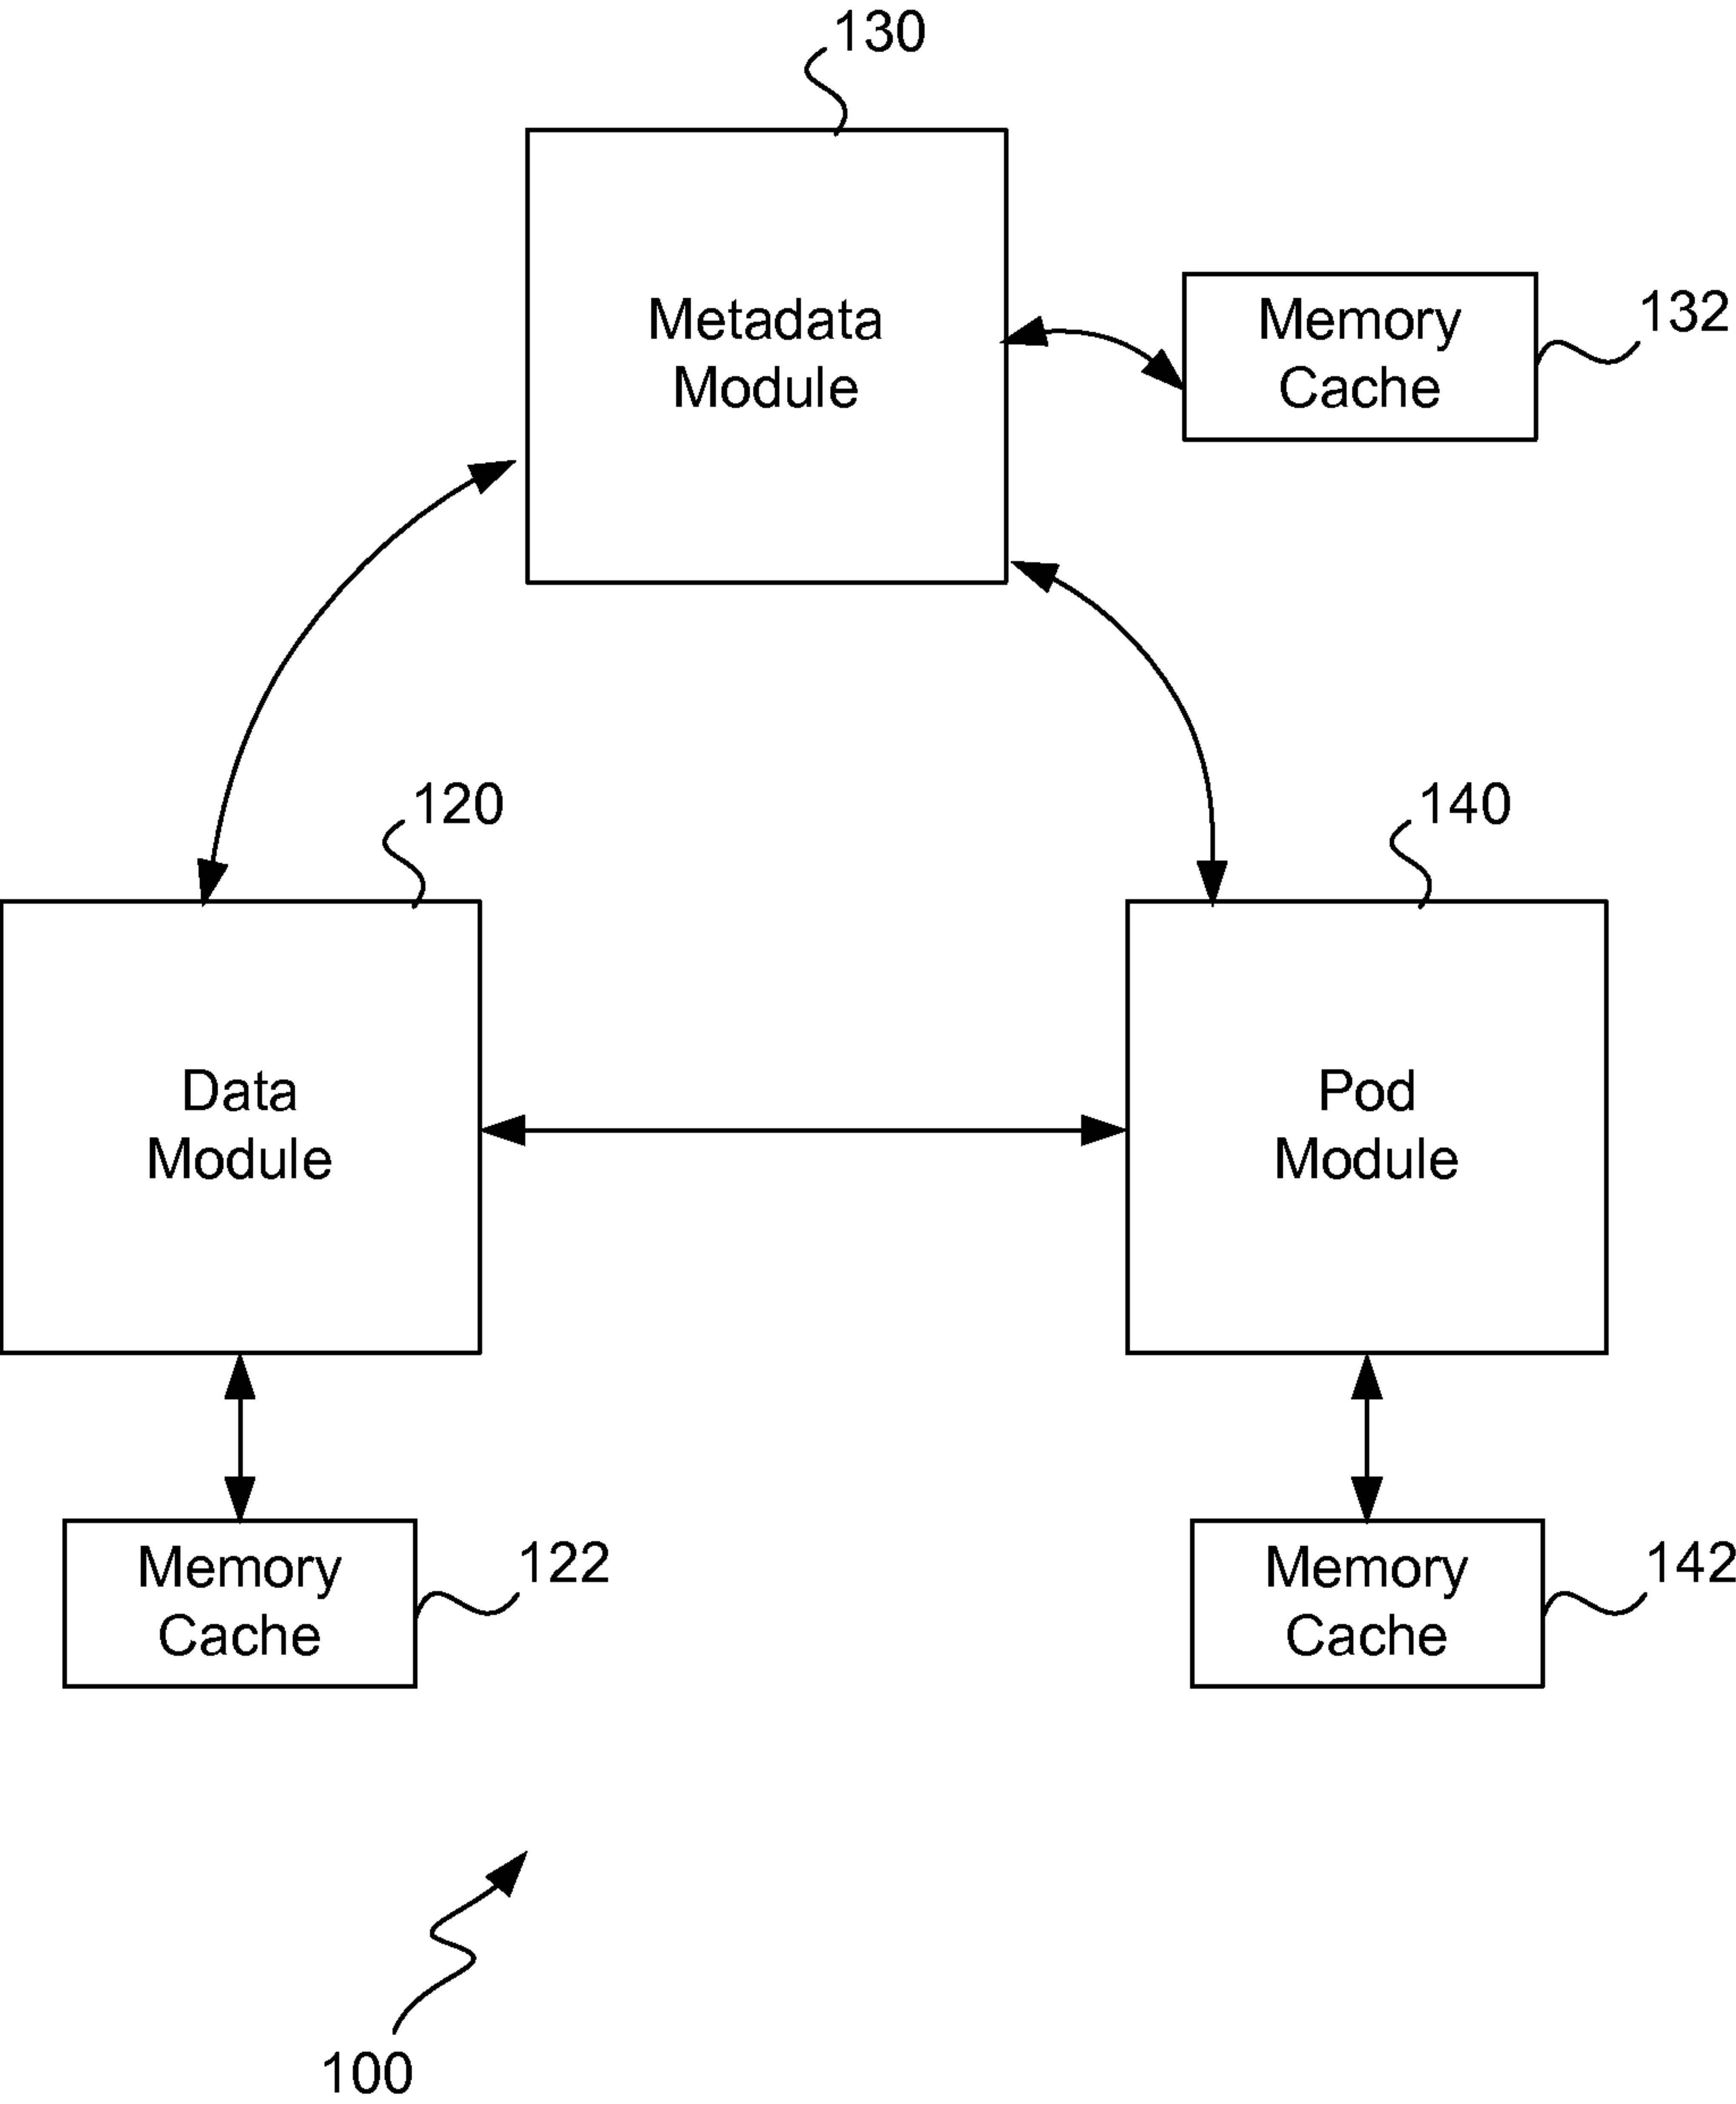 130
Metadata
Module
Memory
Cache
132
120
140
Data
Module
Pod
Module
Memory
Cache
122
Memory
Cache
142
100